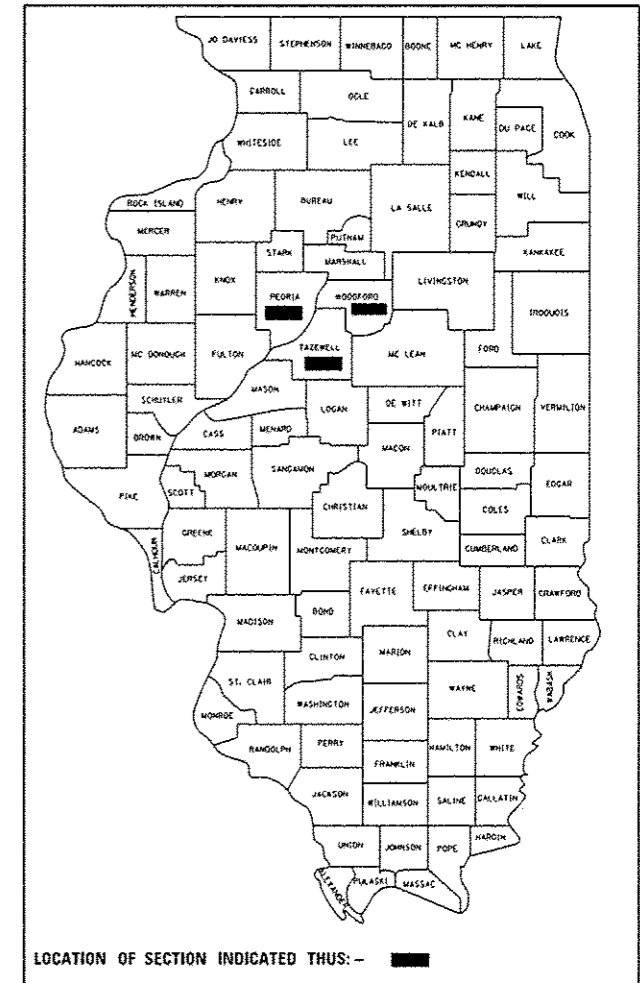 JO DAVIESS STEPHENSON WINNEBAGO BOONE MC HENRY LAKE
CARROLL OGLE DE KALB KANE DU PAGE COOK
WHITESIDE LEE
KENDALL WILL
ROCK ISLAND HENRY BUREAU LA SALLE GRUNDY
MERCER PUTNAM KANKAKEE
STARK MARSHALL
HENDERSON WARREN KNOX PEORIA WOODFORD LIVINGSTON IROQUOIS
HANCOCK MC DONOUGH FULTON TAZEWELL MC LEAN FORD
MASON
SCHUYLER LOGAN DE WITT CHAMPAIGN VERMILION
ADAMS BROWN CASS MENARD PIATT
MACON
MORGAN SANGAMON DOUGLAS EDGAR
PIKE SCOTT MOULTRIE
CHRISTIAN COLES
GREENE SHELBY CLARK
CALHOUN MACOUPIN MONTGOMERY CUMBERLAND
JERSEY
FAYETTE EFFINGHAM JASPER CRAWFORD
MADISON BOND
CLAY RICHLAND LAWRENCE
CLINTON MARION
ST. CLAIR WAYNE EDWARDS WABASH
WASHINGTON JEFFERSON
MONROE
RANDOLPH PERRY HAMILTON WHITE
FRANKLIN
JACKSON WILLIAMSON SALINE GALLATIN
HARDIN
UNION JOHNSON POPE
ALEXANDER PULASKI MASSAC
LOCATION OF SECTION INDICATED THUS: -